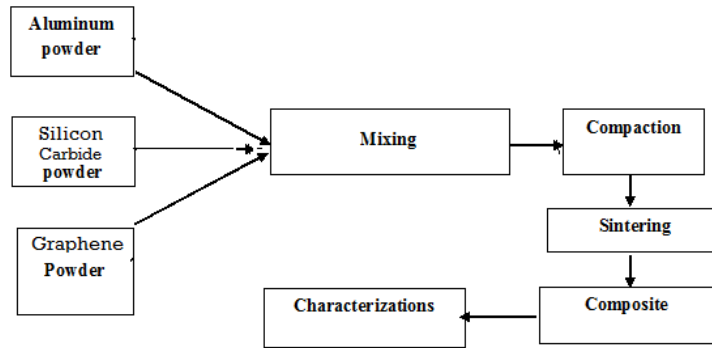 Aluminum
powder
Silicon
Carbide
powder
Graphene
Powder
Mixing
Compaction
Sintering
Composite
Characterizations